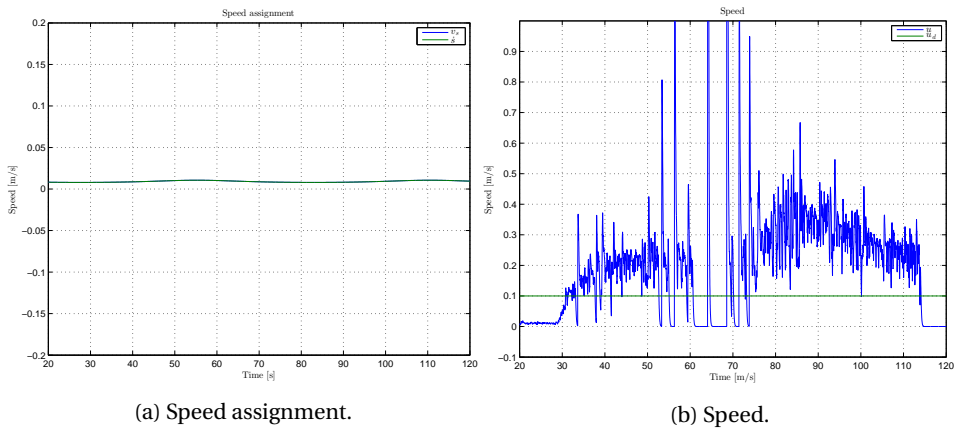 Speed assignment
0.2
0.15
0.1
0.05
0
−0.05
−0.1
−0.15
−0.2
Speed [m/s]
20 30 40 50 60 70 80 90 100 110 120
Time [s]
v_s
ṡ
(a) Speed assignment.
Speed
0.9
0.8
0.7
0.6
0.5
0.4
0.3
0.2
0.1
0
−0.1
Speed [m/s]
20 30 40 50 60 70 80 90 100 110 120
Time [m/s]
u
u_d
(b) Speed.